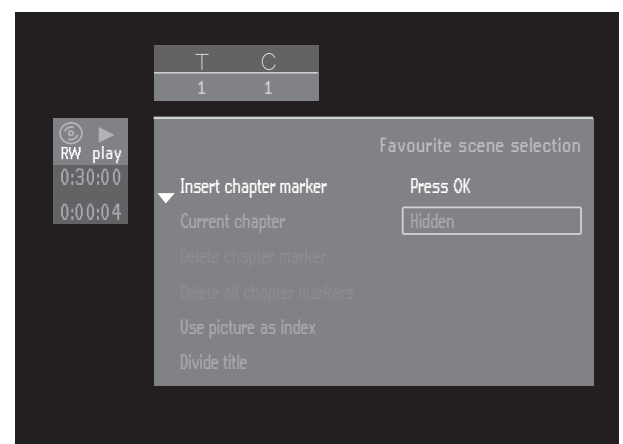 T C
1 1
RW play
0:30:00
0:00:04
Favourite scene selection
Insert chapter marker Press OK
Current chapter Hidden
Delete chapter marker
Delete all chapter markers
Use picture as index
Divide title